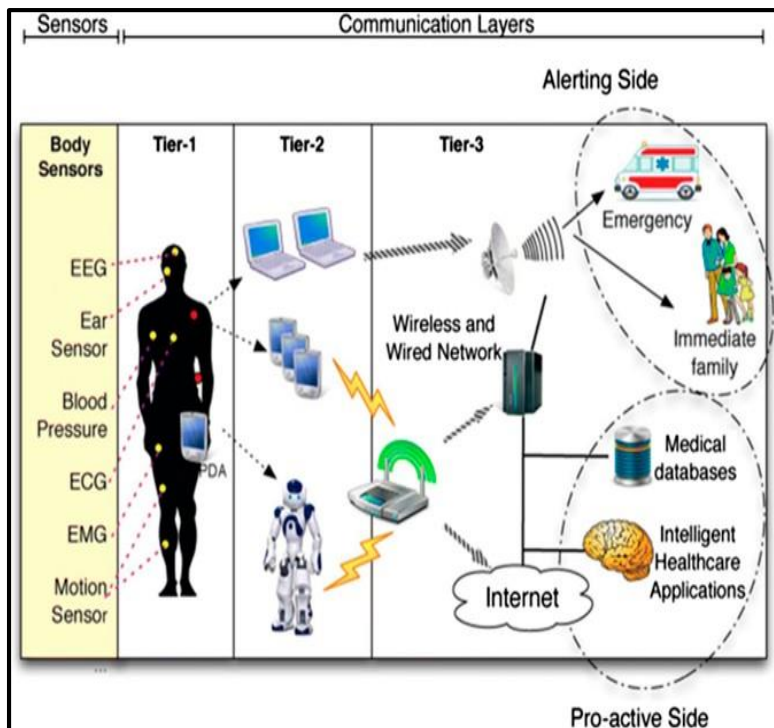 Sensors
Communication Layers
Alerting Side
Body
Sensors
Tier-1
Tier-2
Tier-3
EEG
Ear
Sensor
Blood
Pressure
ECG
EMG
Motion
Sensor
...
PDA
Wireless and
Wired Network
Emergency
Immediate
family
Medical
databases
Intelligent
Healthcare
Applications
Internet
Pro-active Side